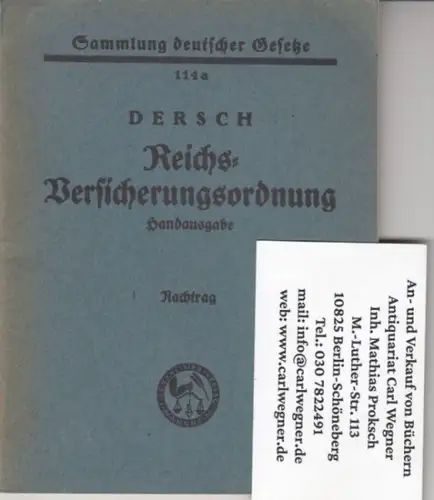 Sammlung deutscher Gesetze
114a
DERSCH
Reichs-
Versicherungsordnung
Handausgabe
Nachtrag
An- und Verkauf von Büchern
Antiquariat Carl Wegner
Inh. Mathias Proksch
M.-Luther-Str. 113
10825 Berlin-Schöneberg
Tel.: 030 7822491
mail: info@carlwegner.de
web: www.carlwegner.de